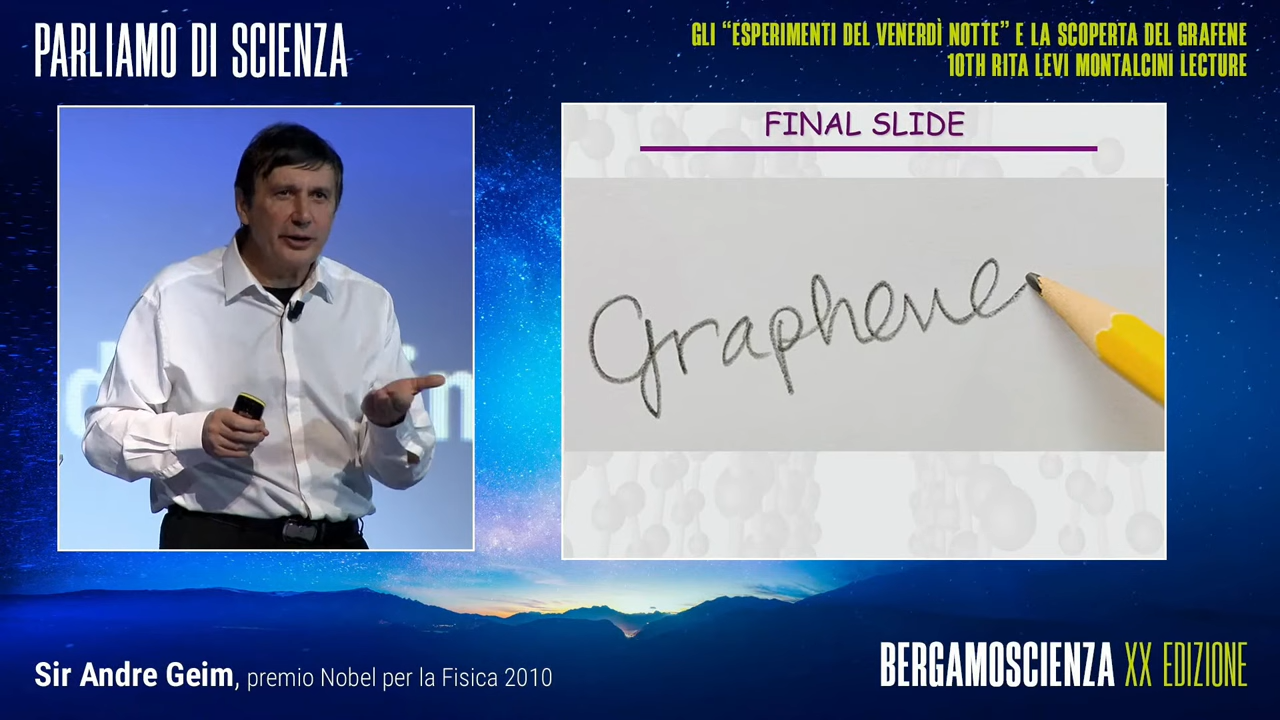 PARLIAMO DI SCIENZA
GLI “ESPERIMENTI DEL VENERDÌ NOTTE” E LA SCOPERTA DEL GRAFENE
10TH RITA LEVI MONTALCINI LECTURE
FINAL SLIDE
Graphene
Sir Andre Geim, premio Nobel per la Fisica 2010
BERGAMOSCIENZA XX EDIZIONE